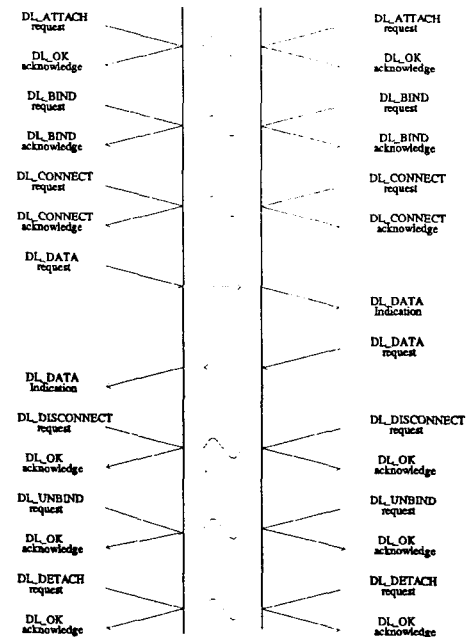 DL_ATTACH
request
DL_OK
acknowledge
DL_BIND
request
DL_BIND
acknowledge
DL_CONNECT
request
DL_CONNECT
acknowledge
DL_DATA
request
DL_DATA
Indication
DL_DISCONNECT
request
DL_OK
acknowledge
DL_UNBIND
request
DL_OK
acknowledge
DL_DETACH
request
DL_OK
acknowledge
DL_ATTACH
request
DL_OK
acknowledge
DL_BIND
request
DL_BIND
acknowledge
DL_CONNECT
request
DL_CONNECT
acknowledge
DL_DATA
Indication
DL_DATA
request
DL_DISCONNECT
request
DL_OK
acknowledge
DL_UNBIND
request
DL_OK
acknowledge
DL_DETACH
request
DL_OK
acknowledge